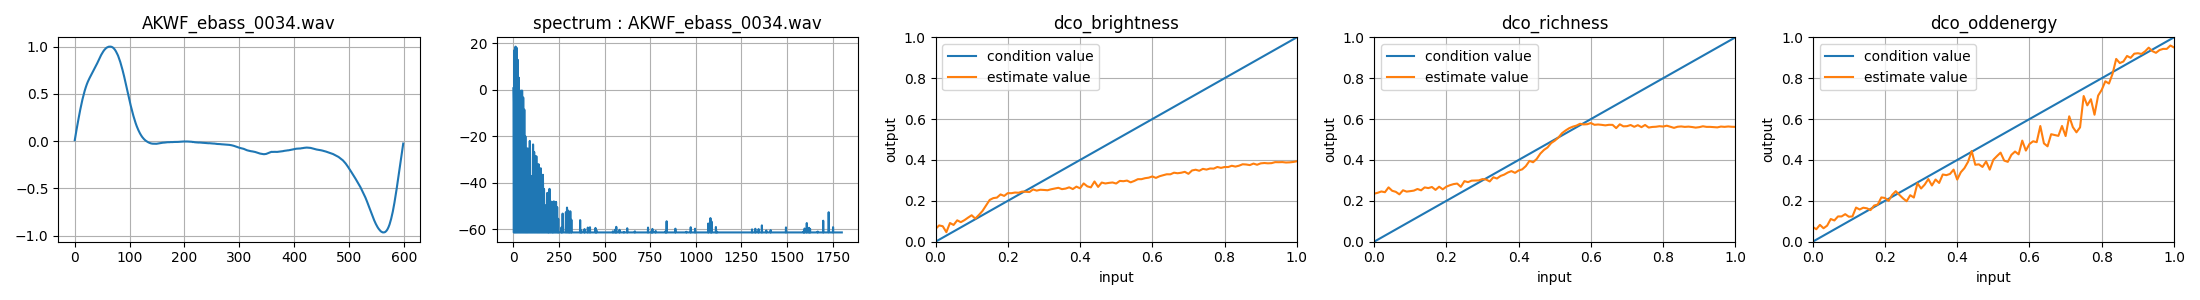 AKWF_ebass_0034.wav
1.0
0.5
0.0
−0.5
−1.0
0 100 200 300 400 500 600
spectrum : AKWF_ebass_0034.wav
20
0
−20
−40
−60
0 250 500 750 1000 1250 1500 1750
dco_brightness
condition value
estimate value
output
1.0
0.8
0.6
0.4
0.2
0.0
0.0 0.2 0.4 0.6 0.8 1.0
input
dco_richness
condition value
estimate value
output
1.0
0.8
0.6
0.4
0.2
0.0
0.0 0.2 0.4 0.6 0.8 1.0
input
dco_oddenergy
condition value
estimate value
output
1.0
0.8
0.6
0.4
0.2
0.0
0.0 0.2 0.4 0.6 0.8 1.0
input